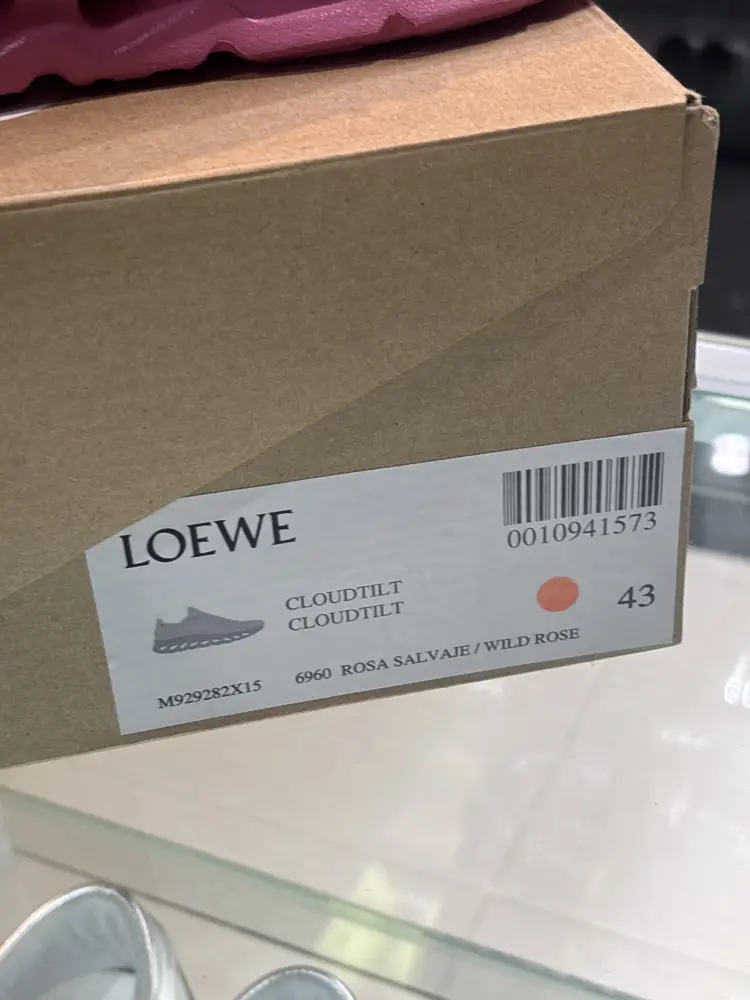 LOEWE
0010941573
CLOUDTILT
CLOUDTILT
43
M929282X15 6960 ROSA SALVAJE / WILD ROSE